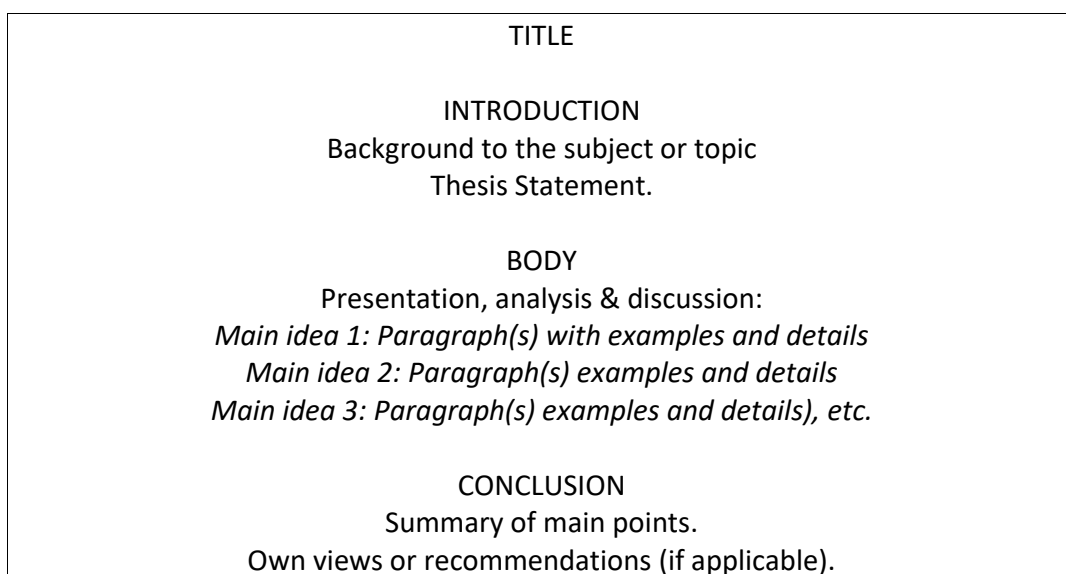 TITLE
INTRODUCTION
Background to the subject or topic
Thesis Statement.
BODY
Presentation, analysis & discussion:
Main idea 1: Paragraph(s) with examples and details
Main idea 2: Paragraph(s) examples and details
Main idea 3: Paragraph(s) examples and details), etc.
CONCLUSION
Summary of main points.
Own views or recommendations (if applicable).